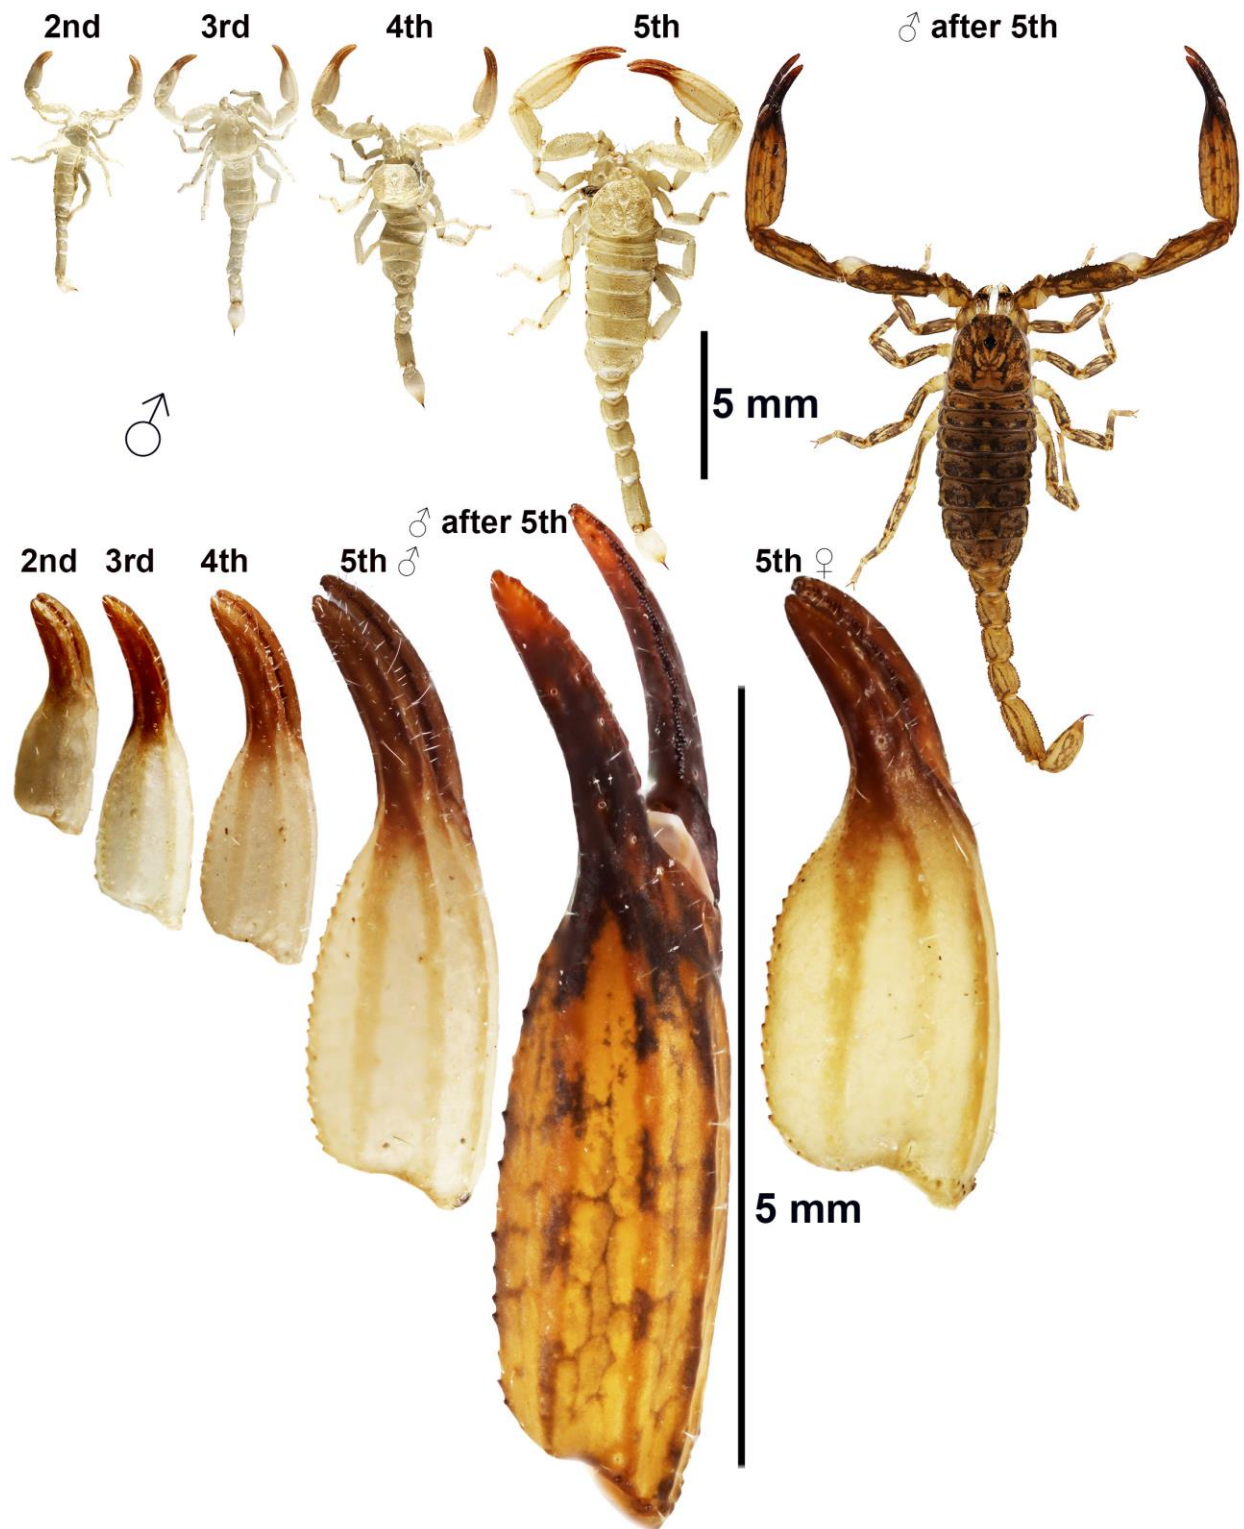 2nd 3rd 4th 5th ♂ after 5th
5 mm
♂
♂ after 5th
2nd 3rd 4th 5th ♂ 5th ♀
5 mm